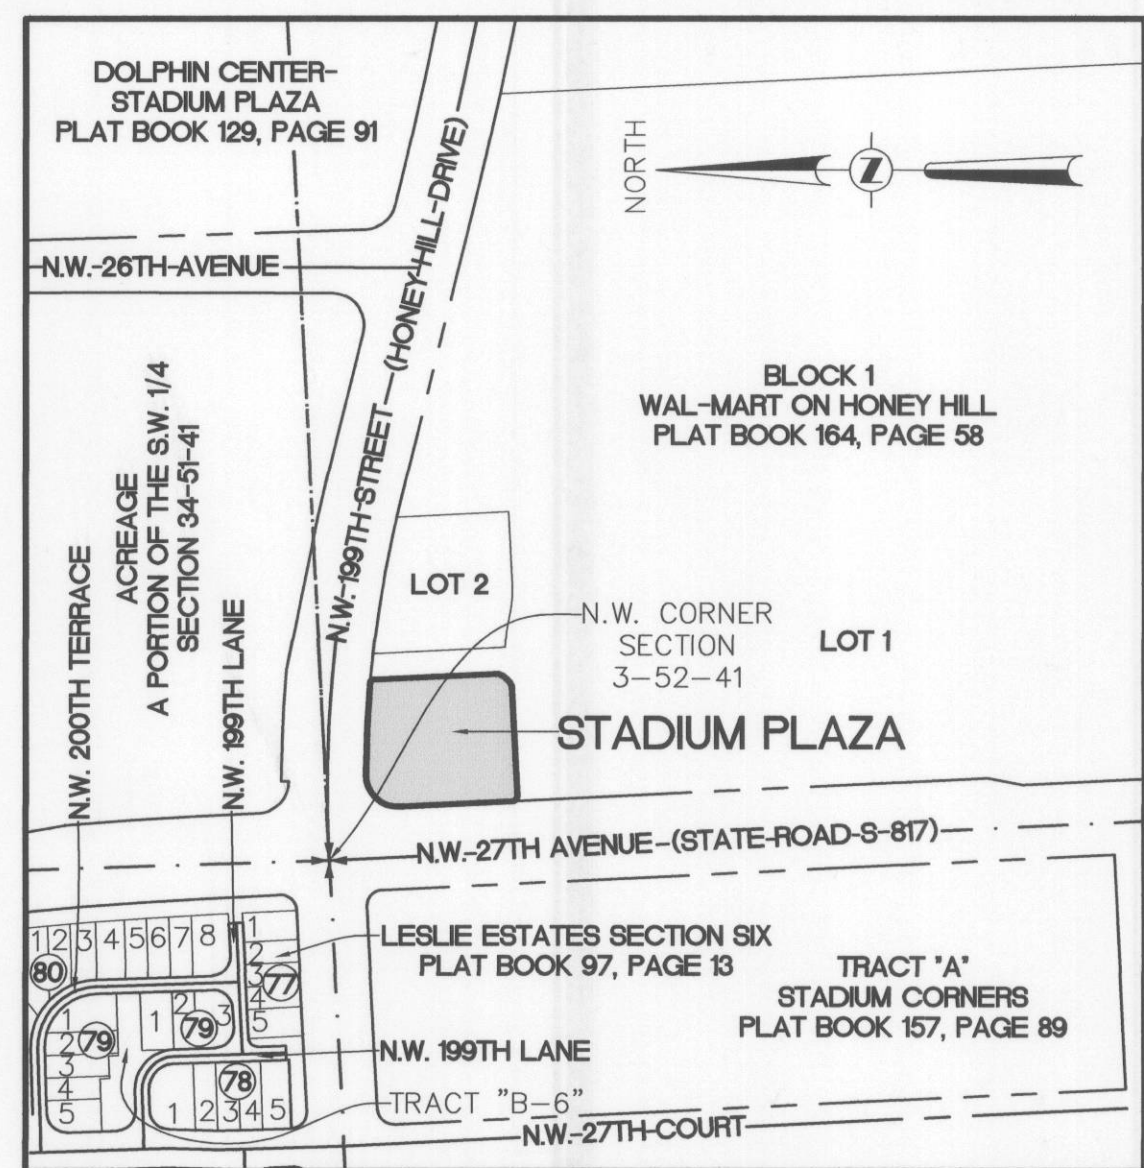 DOLPHIN CENTER-
STADIUM PLAZA
PLAT BOOK 129, PAGE 91
NORTH
N
N.W.-26TH-AVENUE
N.W.-199TH-STREET-(HONEY-HILL-DRIVE)
BLOCK 1
WAL-MART ON HONEY HILL
PLAT BOOK 164, PAGE 58
ACREAGE
A PORTION OF THE S.W. 1/4
SECTION 34-51-41
N.W. 200TH TERRACE
N.W. 199TH LANE
LOT 2
N.W. CORNER
SECTION
3-52-41
LOT 1
STADIUM PLAZA
N.W.-27TH AVENUE-(STATE-ROAD-S-817)
LESLIE ESTATES SECTION SIX
PLAT BOOK 97, PAGE 13
TRACT "A"
STADIUM CORNERS
PLAT BOOK 157, PAGE 89
1 2 3 4 5 6 7 8
80
1
2
3
4
5
77
1
2
3
4
5
79
1 2 3
79
78
1 2 3 4 5
N.W. 199TH LANE
TRACT "B-6"
N.W.-27TH-COURT